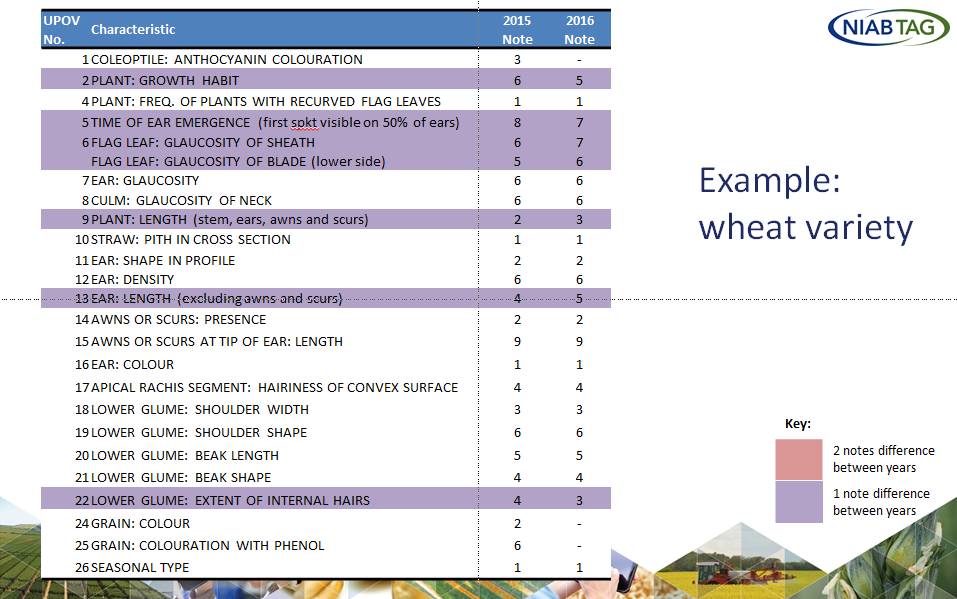 UPOV No. Characteristic 2015 Note 2016 Note
1 COLEOPTILE: ANTHOCYANIN COLOURATION 3 -
2 PLANT: GROWTH HABIT 6 5
4 PLANT: FREQ. OF PLANTS WITH RECURVED FLAG LEAVES 1 1
5 TIME OF EAR EMERGENCE (first spkt visible on 50% of ears) 8 7
6 FLAG LEAF: GLAUCOSITY OF SHEATH 6 7
FLAG LEAF: GLAUCOSITY OF BLADE (lower side) 5 6
7 EAR: GLAUCOSITY 6 6
8 CULM: GLAUCOSITY OF NECK 6 6
9 PLANT: LENGTH (stem, ears, awns and scurs) 2 3
10 STRAW: PITH IN CROSS SECTION 1 1
11 EAR: SHAPE IN PROFILE 2 2
12 EAR: DENSITY 6 6
13 EAR: LENGTH (excluding awns and scurs) 4 5
14 AWNS OR SCURS: PRESENCE 2 2
15 AWNS OR SCURS AT TIP OF EAR: LENGTH 9 9
16 EAR: COLOUR 1 1
17 APICAL RACHIS SEGMENT: HAIRINESS OF CONVEX SURFACE 4 4
18 LOWER GLUME: SHOULDER WIDTH 3 3
19 LOWER GLUME: SHOULDER SHAPE 6 6
20 LOWER GLUME: BEAK LENGTH 5 5
21 LOWER GLUME: BEAK SHAPE 4 4
22 LOWER GLUME: EXTENT OF INTERNAL HAIRS 4 3
24 GRAIN: COLOUR 2 -
25 GRAIN: COLOURATION WITH PHENOL 6 -
26 SEASONAL TYPE 1 1
NIAB TAG
Example:
wheat variety
Key:
2 notes difference
between years
1 note difference
between years